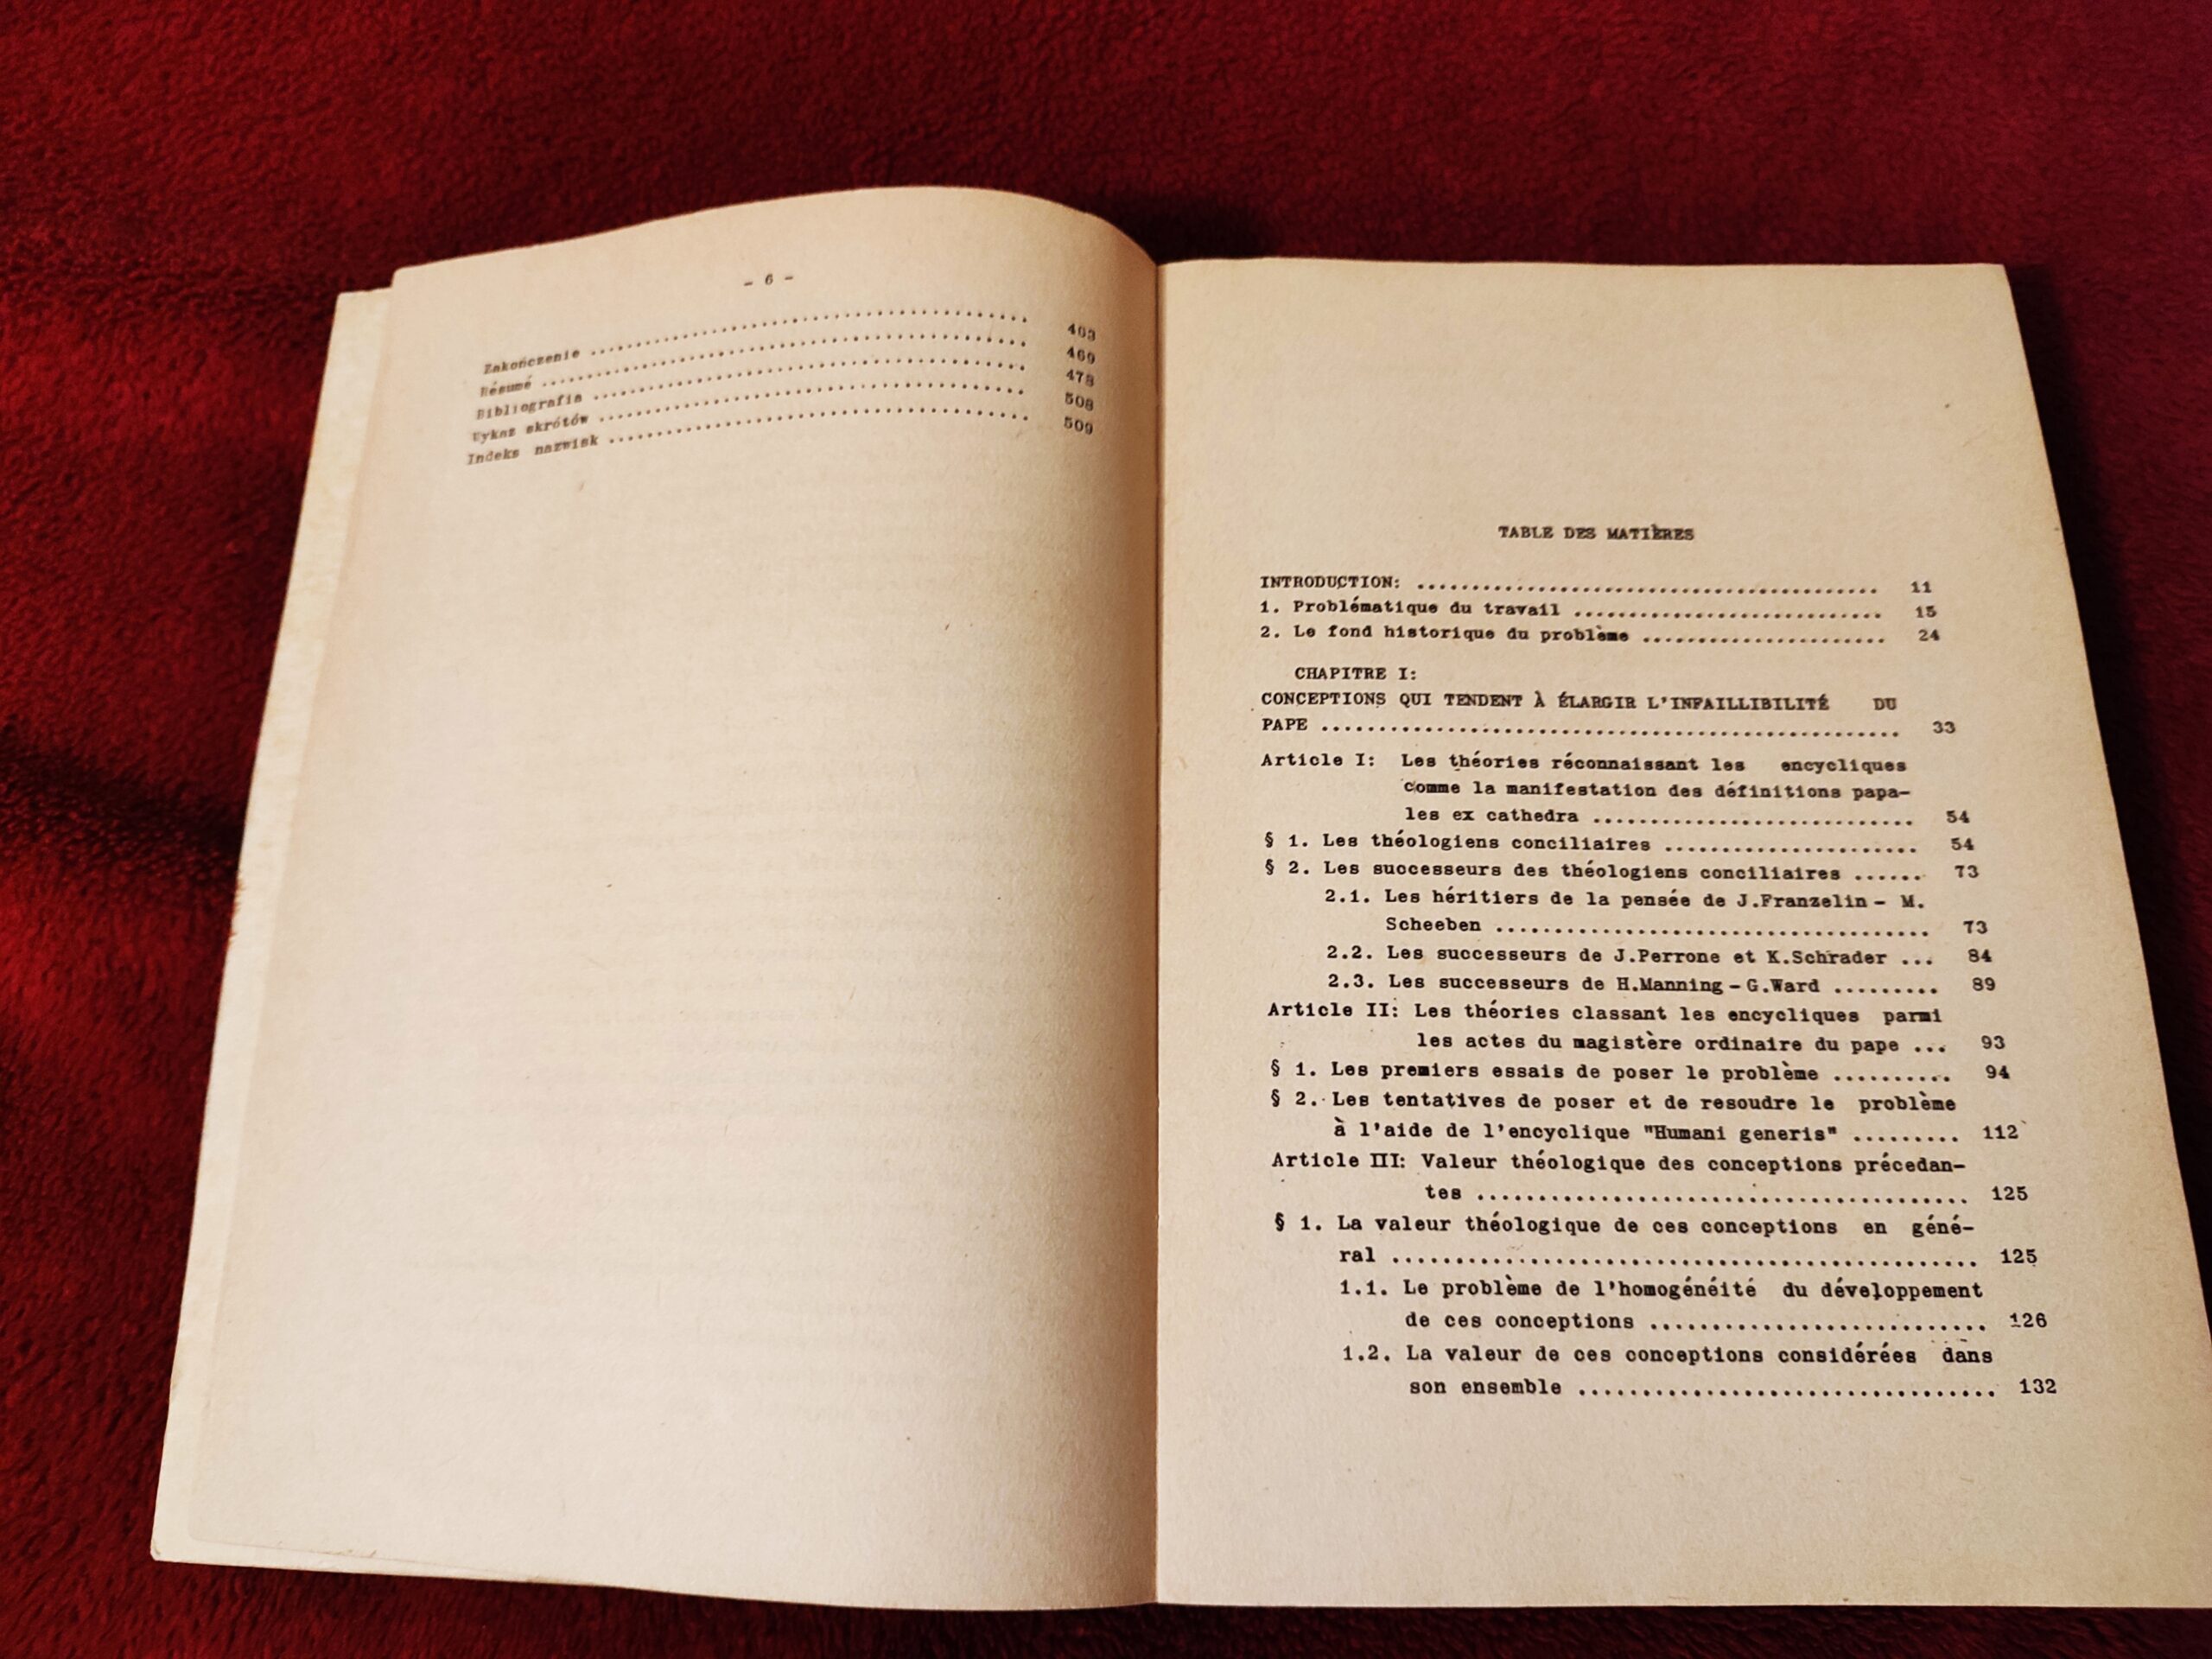 - 6 -
Zakończenie .......................................... 463
Résumé .......................................... 469
Bibliografia .......................................... 478
Wykaz skrótów .......................................... 508
Indeks nazwisk .......................................... 509
TABLE DES MATIÈRES
INTRODUCTION: ........................................ 11
1. Problématique du travail ........................... 15
2. Le fond historique du problème ..................... 24
CHAPITRE I:
CONCEPTIONS QUI TENDENT À ÉLARGIR L'INFAILLIBILITÉ DU
PAPE .................................................. 33
Article I: Les théories réconnaissant les encycliques
comme la manifestation des définitions papa-
les ex cathedra ........................... 54
§ 1. Les théologiens conciliaires ...................... 54
§ 2. Les successeurs des théologiens conciliaires ...... 73
2.1. Les héritiers de la pensée de J.Franzelin - M.
Scheeben ..................................... 73
2.2. Les successeurs de J.Perrone et K.Schrader ... 84
2.3. Les successeurs de H.Manning - G.Ward ......... 89
Article II: Les théories classant les encycliques parmi
les actes du magistère ordinaire du pape ... 93
§ 1. Les premiers essais de poser le problème .......... 94
§ 2. Les tentatives de poser et de resoudre le problème
à l'aide de l'encyclique "Humani generis" ......... 112
Article III: Valeur théologique des conceptions précedan-
tes ........................................ 125
§ 1. La valeur théologique de ces conceptions en géné-
ral ............................................... 125
1.1. Le problème de l'homogénéité du développement
de ces conceptions ........................... 126
1.2. La valeur de ces conceptions considérées dans
son ensemble ................................. 132